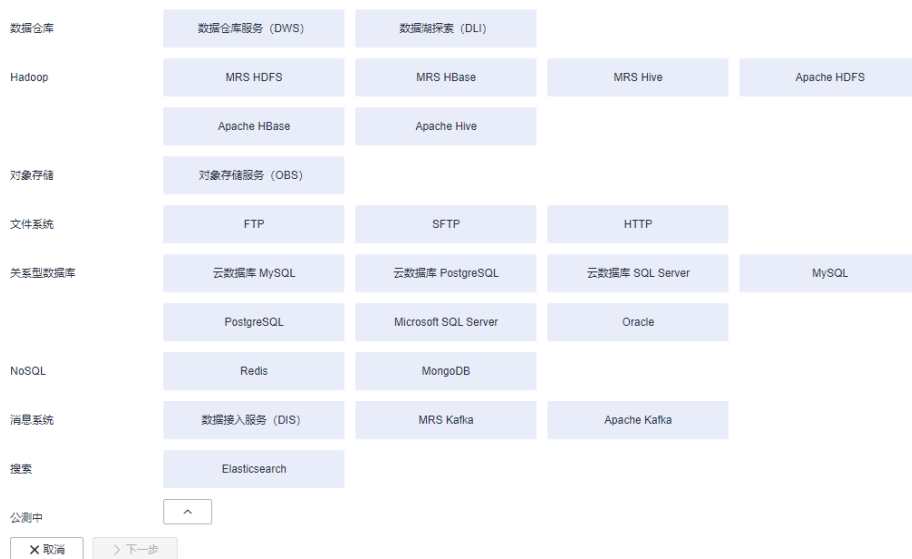 数据仓库 数据仓库服务（DWS） 数据湖探索（DLI）
Hadoop MRS HDFS MRS HBase MRS Hive Apache HDFS
Apache HBase Apache Hive
对象存储 对象存储服务（OBS）
文件系统 FTP SFTP HTTP
关系型数据库 云数据库 MySQL 云数据库 PostgreSQL 云数据库 SQL Server MySQL
PostgreSQL Microsoft SQL Server Oracle
NoSQL Redis MongoDB
消息系统 数据接入服务（DIS） MRS Kafka Apache Kafka
搜索 Elasticsearch
公测中
取消 下一步